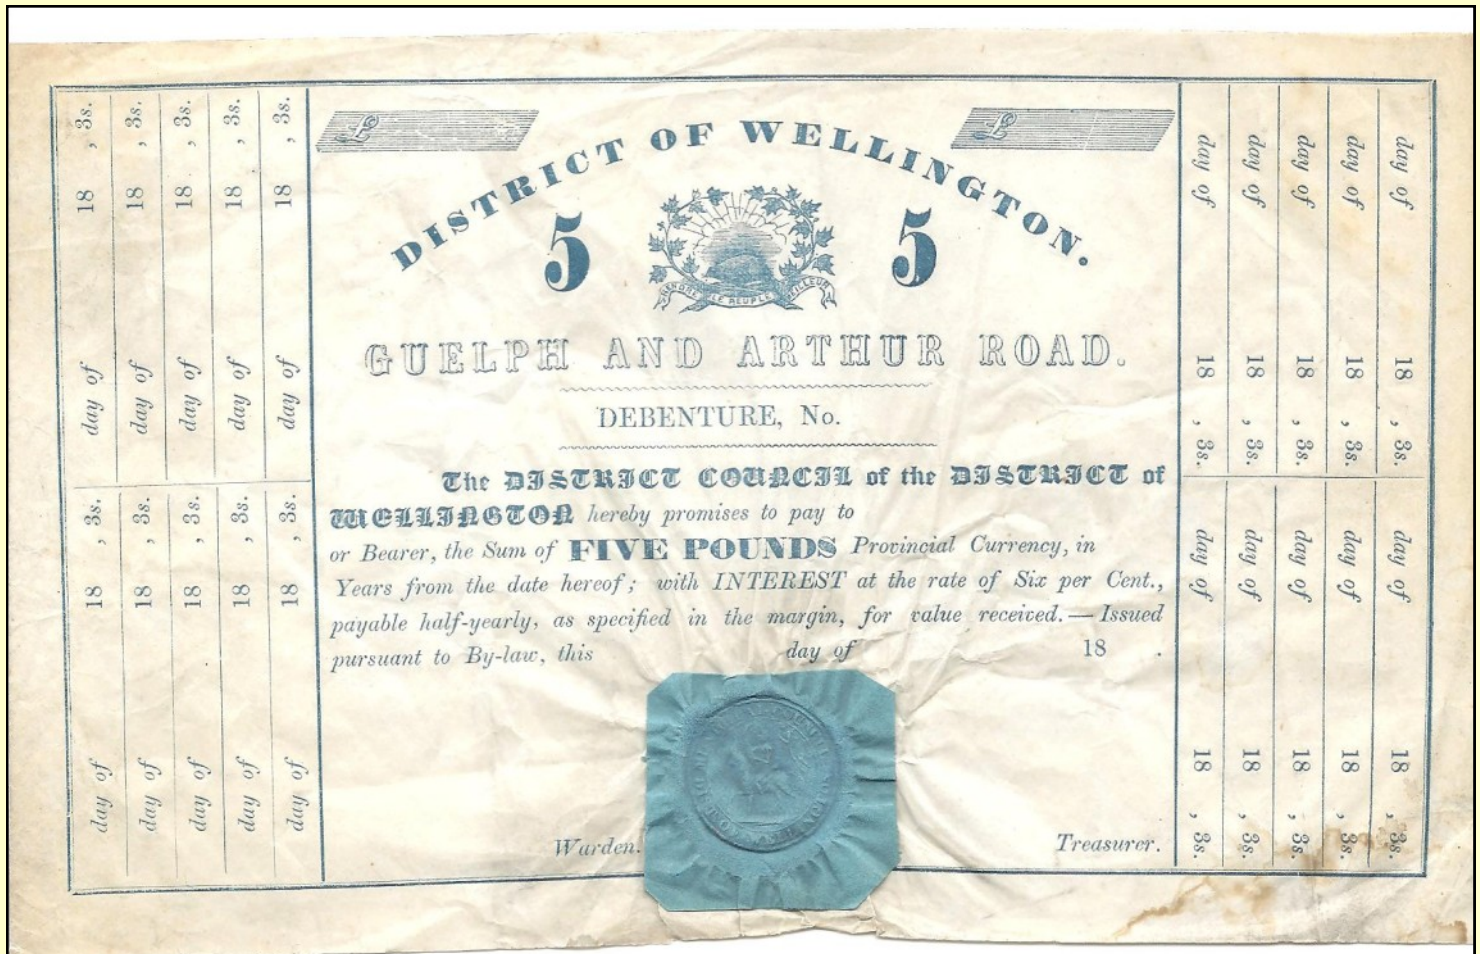 day of 18 , 3s.
day of 18 , 3s.
day of 18 , 3s.
day of 18 , 3s.
day of 18 , 3s.
day of 18 , 3s.
day of 18 , 3s.
day of 18 , 3s.
day of 18 , 3s.
day of 18 , 3s.
£ £
DISTRICT OF WELLINGTON.
5 5
RENDRE LE PEUPLE MEILLEUR
GUELPH AND ARTHUR ROAD.
DEBENTURE, No.
The DISTRICT COUNCIL of the DISTRICT of
WELLINGTON hereby promises to pay to
or Bearer, the Sum of FIVE POUNDS Provincial Currency, in
Years from the date hereof; with INTEREST at the rate of Six per Cent.,
payable half-yearly, as specified in the margin, for value received.—Issued
pursuant to By-law, this day of 18 .
Warden. Treasurer.
day of 18 , 3s.
day of 18 , 3s.
day of 18 , 3s.
day of 18 , 3s.
day of 18 , 3s.
day of 18 , 3s.
day of 18 , 3s.
day of 18 , 3s.
day of 18 , 3s.
day of 18 , 3s.